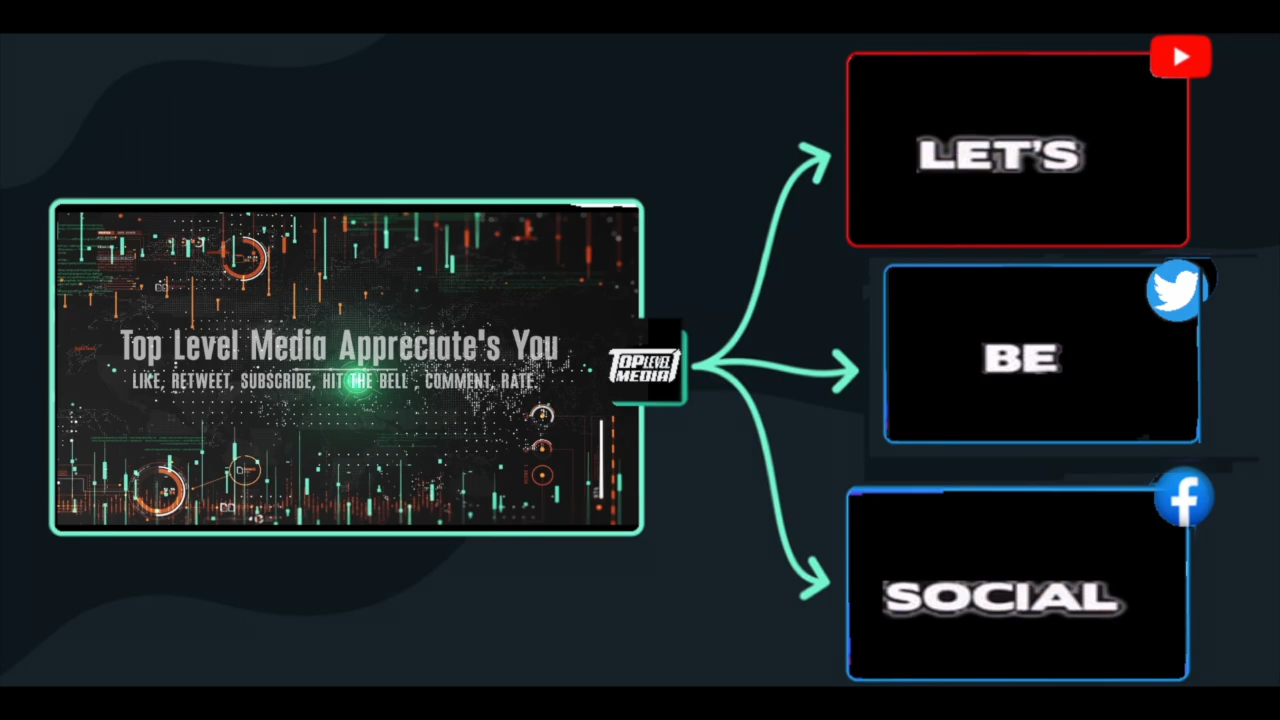 Top Level Media Appreciate's You
LIKE, RETWEET, SUBSCRIBE, HIT THE BELL , COMMENT, RATE
TOP LEVEL
MEDIA
LET'S
BE
SOCIAL